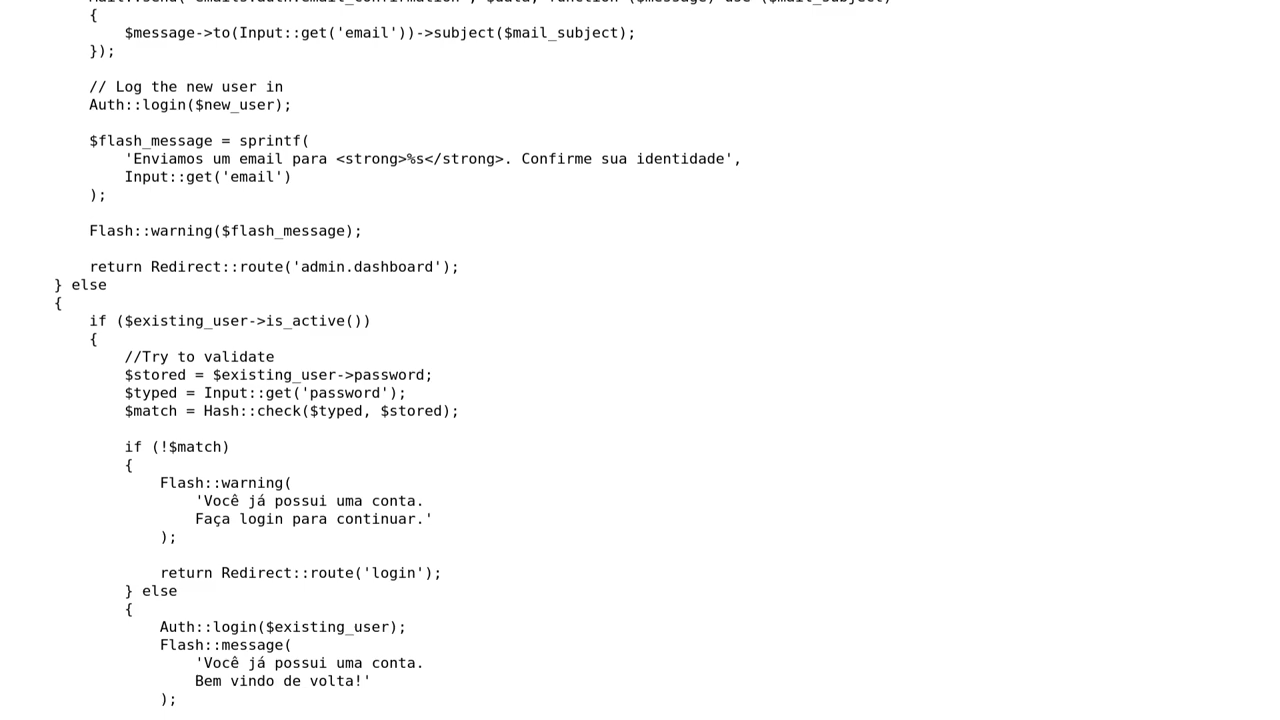 {
$message->to(Input::get('email'))->subject($mail_subject);
});
// Log the new user in
Auth::login($new_user);
$flash_message = sprintf(
'Enviamos um email para <strong>%s</strong>. Confirme sua identidade',
Input::get('email')
);
Flash::warning($flash_message);
return Redirect::route('admin.dashboard');
} else
{
if ($existing_user->is_active())
{
//Try to validate
$stored = $existing_user->password;
$typed = Input::get('password');
$match = Hash::check($typed, $stored);
if (!$match)
{
Flash::warning(
'Você já possui uma conta.
Faça login para continuar.'
);
return Redirect::route('login');
} else
{
Auth::login($existing_user);
Flash::message(
'Você já possui uma conta.
Bem vindo de volta!'
);